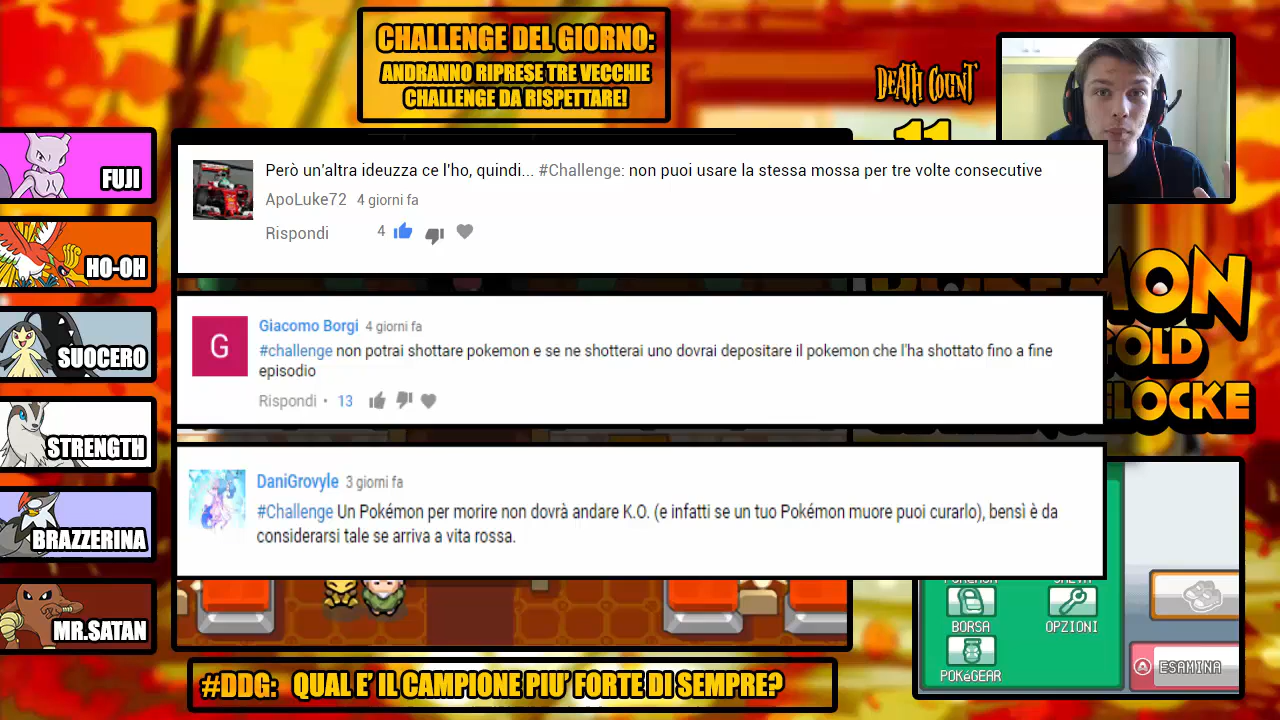 CHALLENGE DEL GIORNO:
ANDRANNO RIPRESE TRE VECCHIE
CHALLENGE DA RISPETTARE!
DEATH COUNT
11
FUJI
HO-OH
SUOCERO
STRENGTH
BRAZZERINA
MR.SATAN
Però un'altra ideuzza ce l'ho, quindi... #Challenge: non puoi usare la stessa mossa per tre volte consecutive
ApoLuke72 4 giorni fa
Rispondi 4
G
Giacomo Borgi 4 giorni fa
#challenge non potrai shottare pokemon e se ne shotterai uno dovrai depositare il pokemon che l'ha shottato fino a fine
episodio
Rispondi • 13
DaniGrovyle 3 giorni fa
#Challenge Un Pokémon per morire non dovrà andare K.O. (e infatti se un tuo Pokémon muore puoi curarlo), bensì è da
considerarsi tale se arriva a vita rossa.
BORSA
OPZIONI
POKéGEAR
ESAMINA
#DDG: QUAL E' IL CAMPIONE PIU' FORTE DI SEMPRE?